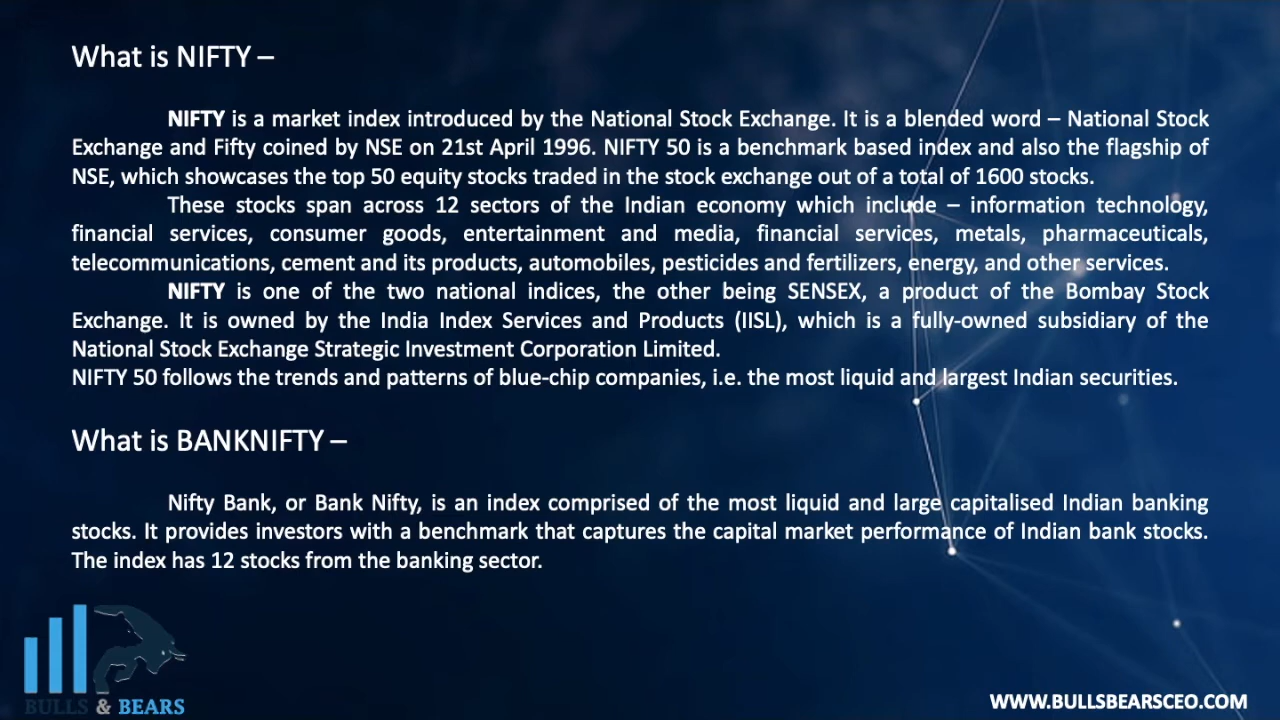 What is NIFTY –
NIFTY is a market index introduced by the National Stock Exchange. It is a blended word – National Stock
Exchange and Fifty coined by NSE on 21st April 1996. NIFTY 50 is a benchmark based index and also the flagship of
NSE, which showcases the top 50 equity stocks traded in the stock exchange out of a total of 1600 stocks.
These stocks span across 12 sectors of the Indian economy which include – information technology,
financial services, consumer goods, entertainment and media, financial services, metals, pharmaceuticals,
telecommunications, cement and its products, automobiles, pesticides and fertilizers, energy, and other services.
NIFTY is one of the two national indices, the other being SENSEX, a product of the Bombay Stock
Exchange. It is owned by the India Index Services and Products (IISL), which is a fully-owned subsidiary of the
National Stock Exchange Strategic Investment Corporation Limited.
NIFTY 50 follows the trends and patterns of blue-chip companies, i.e. the most liquid and largest Indian securities.
What is BANKNIFTY –
Nifty Bank, or Bank Nifty, is an index comprised of the most liquid and large capitalised Indian banking
stocks. It provides investors with a benchmark that captures the capital market performance of Indian bank stocks.
The index has 12 stocks from the banking sector.
BULLS & BEARS
WWW.BULLSBEARSCEO.COM